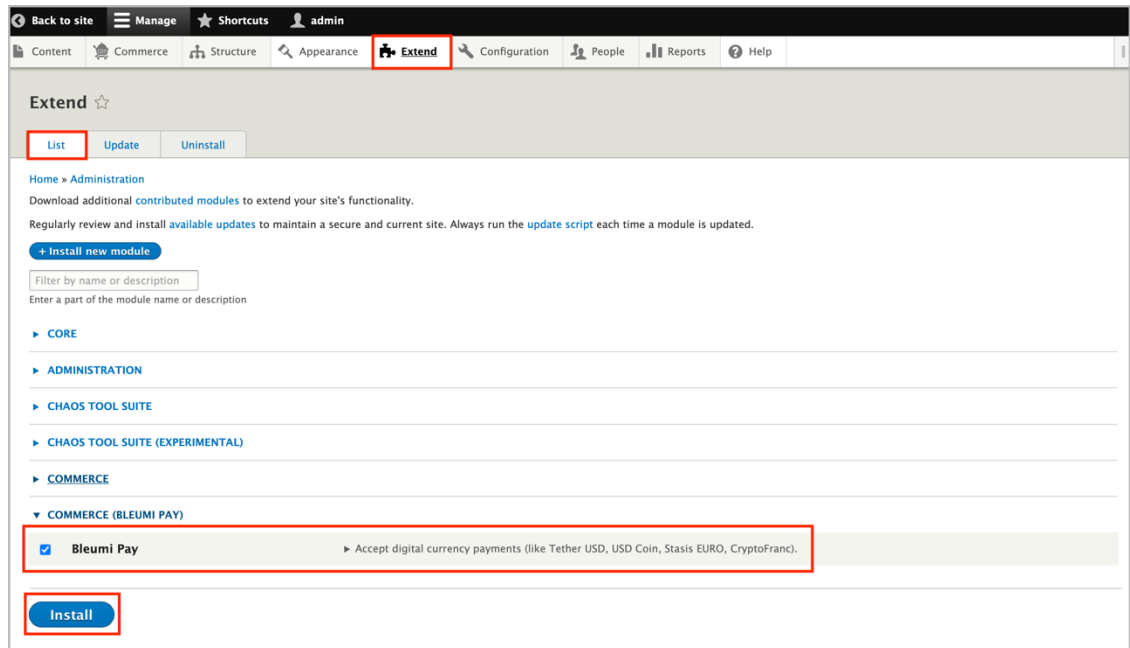 Back to site Manage Shortcuts admin
Content Commerce Structure Appearance Extend Configuration People Reports Help
Extend
List Update Uninstall
Home » Administration
Download additional contributed modules to extend your site's functionality.
Regularly review and install available updates to maintain a secure and current site. Always run the update script each time a module is updated.
+ Install new module
Filter by name or description
Enter a part of the module name or description
CORE
ADMINISTRATION
CHAOS TOOL SUITE
CHAOS TOOL SUITE (EXPERIMENTAL)
COMMERCE
COMMERCE (BLEUMI PAY)
Bleumi Pay Accept digital currency payments (like Tether USD, USD Coin, Stasis EURO, CryptoFranc).
Install